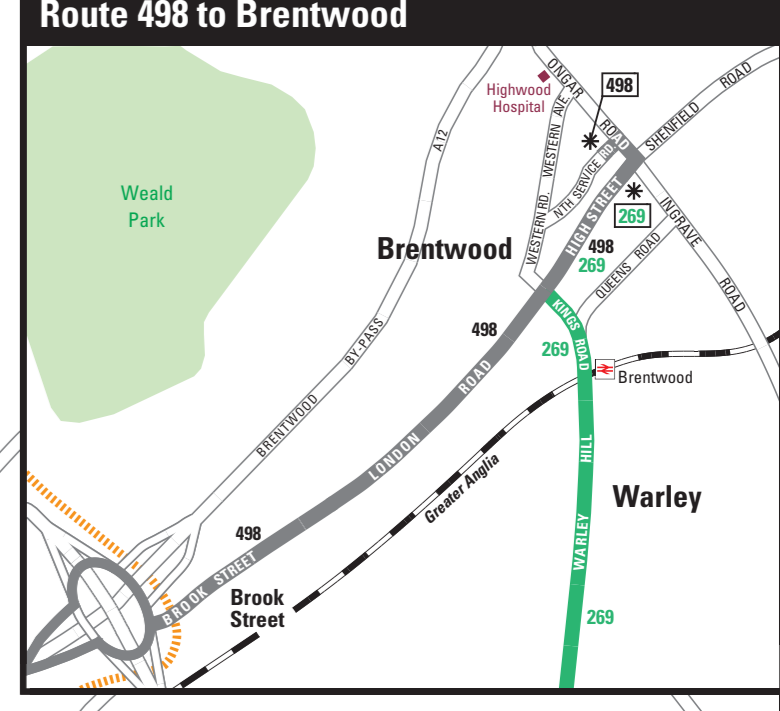 Route 498 to Brentwood
ONGAR
ROAD
Highwood
Hospital
498
SHENFIELD
ROAD
A12
WESTERN AVE.
WESTERN RD.
NTH SERVICE RD.
Weald
Park
269
INGRAVE
ROAD
HIGH STREET
Brentwood
498
269
QUEENS ROAD
KINGS
ROAD
498
269
BY-PASS
Brentwood
ROAD
BRENTWOOD
LONDON
HILL
Greater Anglia
Warley
498
WARLEY
BROOK STREET
Brook
Street
269